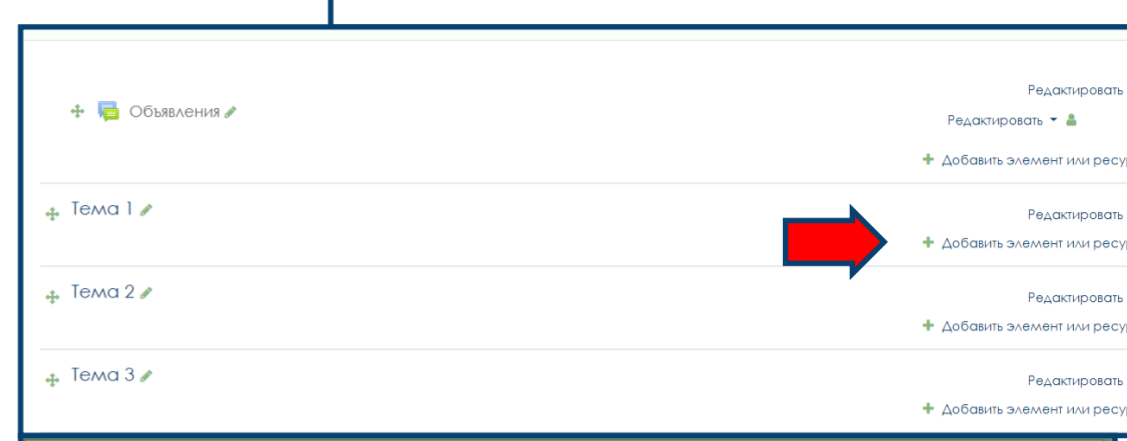 Редактировать
Объявления
Редактировать
Добавить элемент или ресу
Тема 1
Редактировать
Добавить элемент или ресу
Тема 2
Редактировать
Добавить элемент или ресу
Тема 3
Редактировать
Добавить элемент или ресу